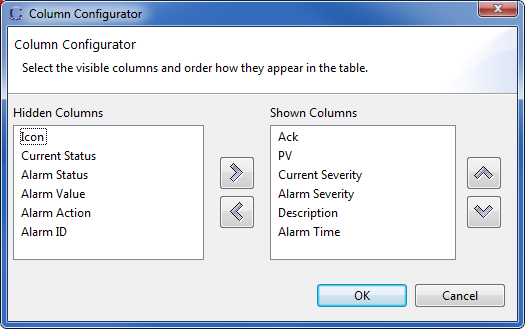 Column Configurator
Column Configurator
Select the visible columns and order how they appear in the table.
Hidden Columns
Icon
Current Status
Alarm Status
Alarm Value
Alarm Action
Alarm ID
Shown Columns
Ack
PV
Current Severity
Alarm Severity
Description
Alarm Time
OK
Cancel